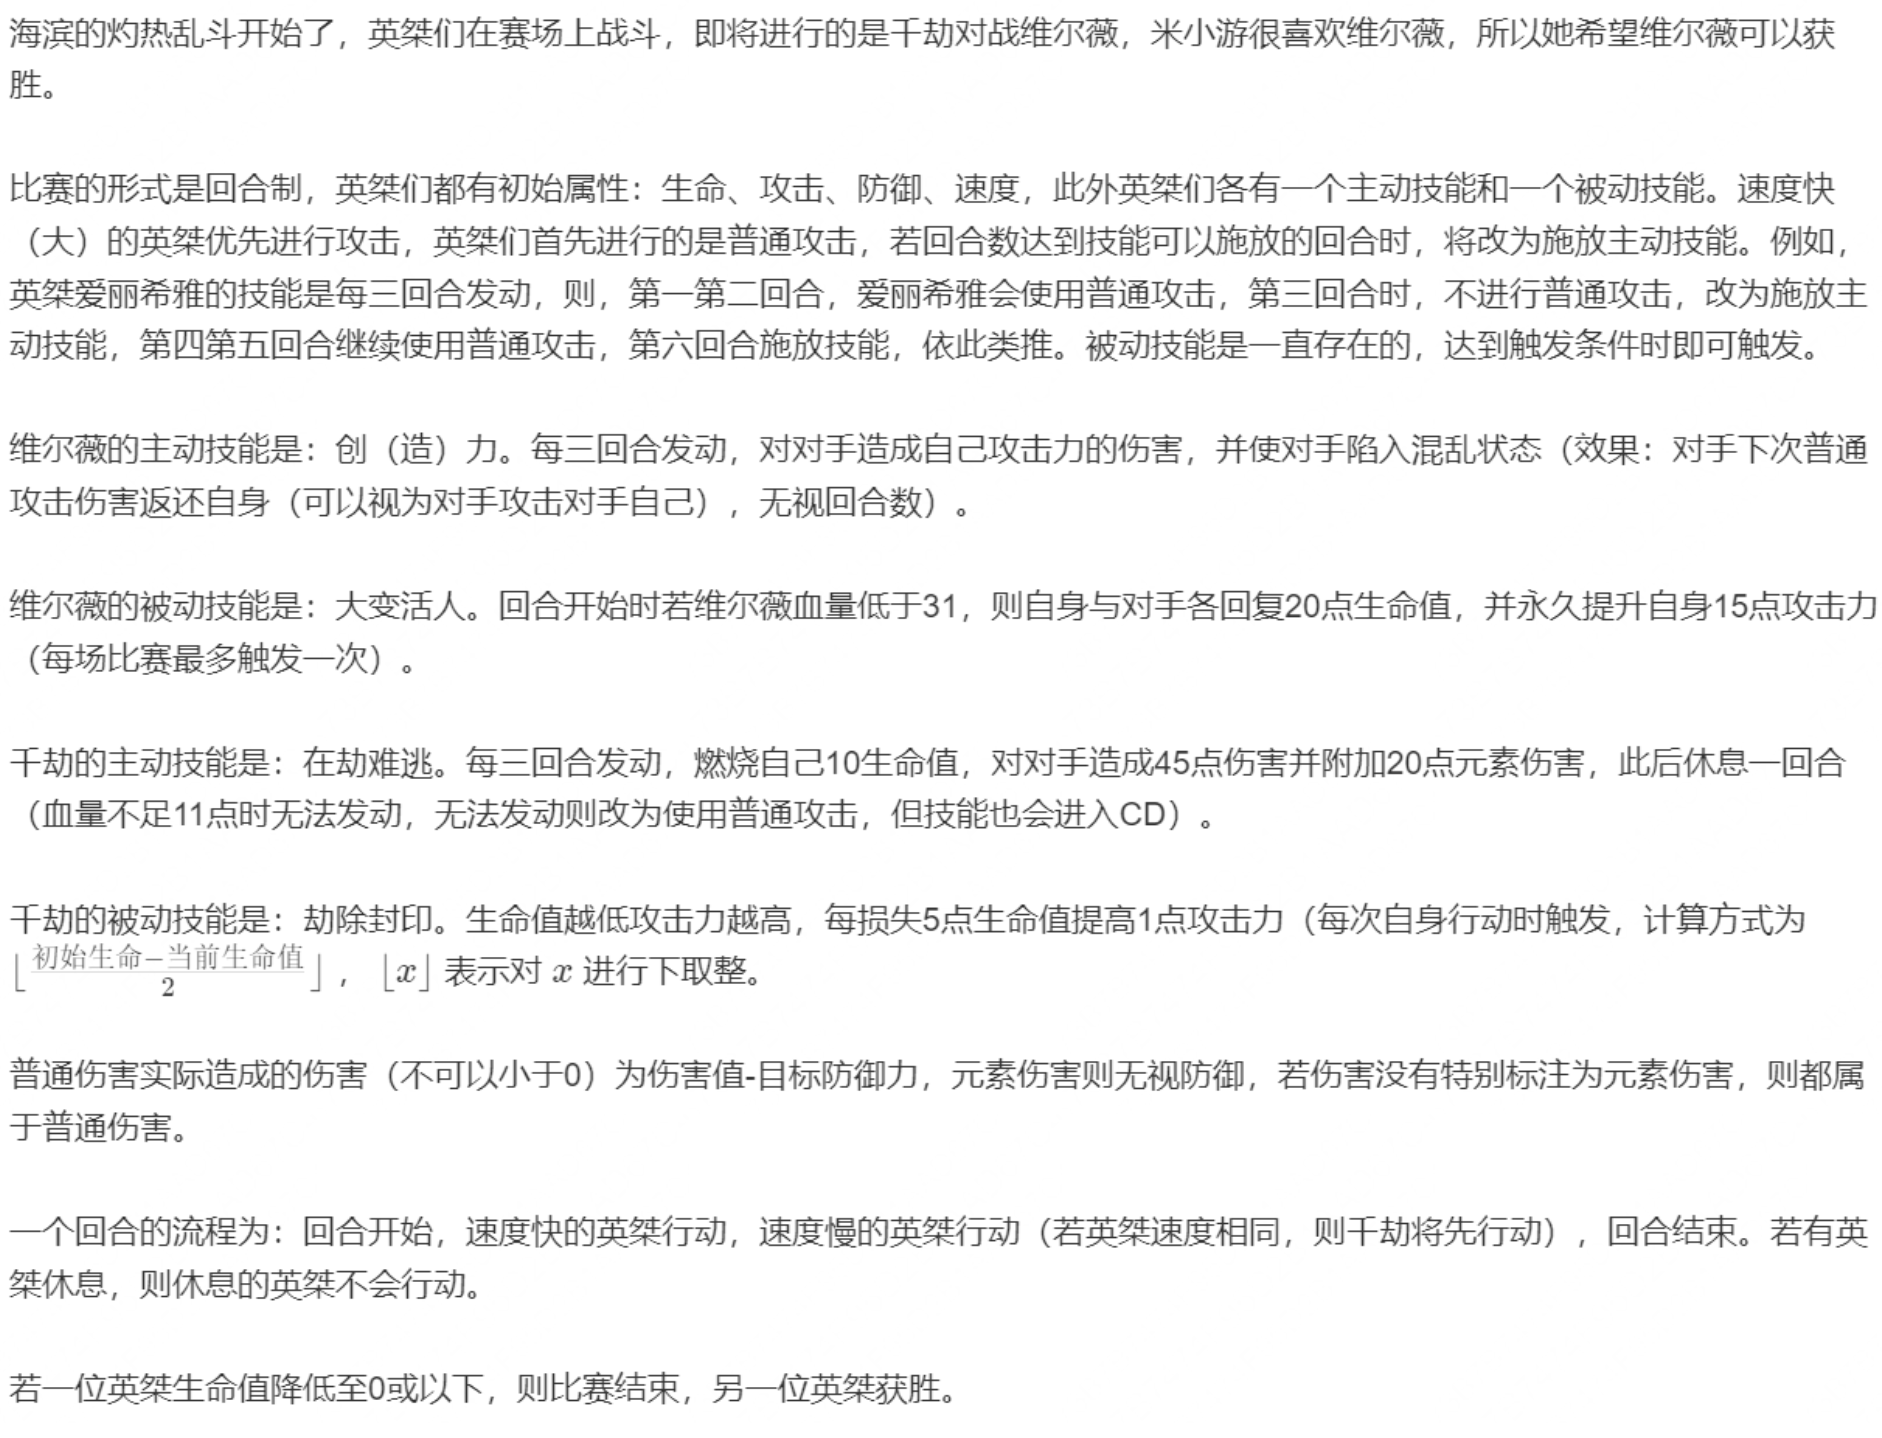 海滨的灼热乱斗开始了，英桀们在赛场上战斗，即将进行的是千劫对战维尔薇，米小游很喜欢维尔薇，所以她希望维尔薇可以获
胜。
比赛的形式是回合制，英桀们都有初始属性：生命、攻击、防御、速度，此外英桀们各有一个主动技能和一个被动技能。速度快
（大）的英桀优先进行攻击，英桀们首先进行的是普通攻击，若回合数达到技能可以施放的回合时，将改为施放主动技能。例如，
英桀爱丽希雅的技能是每三回合发动，则，第一第二回合，爱丽希雅会使用普通攻击，第三回合时，不进行普通攻击，改为施放主
动技能，第四第五回合继续使用普通攻击，第六回合施放技能，依此类推。被动技能是一直存在的，达到触发条件时即可触发。
维尔薇的主动技能是：创（造）力。每三回合发动，对对手造成自己攻击力的伤害，并使对手陷入混乱状态（效果：对手下次普通
攻击伤害返还自身（可以视为对手攻击对手自己），无视回合数）。
维尔薇的被动技能是：大变活人。回合开始时若维尔薇血量低于31，则自身与对手各回复20点生命值，并永久提升自身15点攻击力
（每场比赛最多触发一次）。
千劫的主动技能是：在劫难逃。每三回合发动，燃烧自己10生命值，对对手造成45点伤害并附加20点元素伤害，此后休息一回合
（血量不足11点时无法发动，无法发动则改为使用普通攻击，但技能也会进入CD）。
千劫的被动技能是：劫除封印。生命值越低攻击力越高，每损失5点生命值提高1点攻击力（每次自身行动时触发，计算方式为
⌊(初始生命−当前生命值)/2⌋，⌊x⌋ 表示对 x 进行下取整。
普通伤害实际造成的伤害（不可以小于0）为伤害值-目标防御力，元素伤害则无视防御，若伤害没有特别标注为元素伤害，则都属
于普通伤害。
一个回合的流程为：回合开始，速度快的英桀行动，速度慢的英桀行动（若英桀速度相同，则千劫将先行动），回合结束。若有英
桀休息，则休息的英桀不会行动。
若一位英桀生命值降低至0或以下，则比赛结束，另一位英桀获胜。